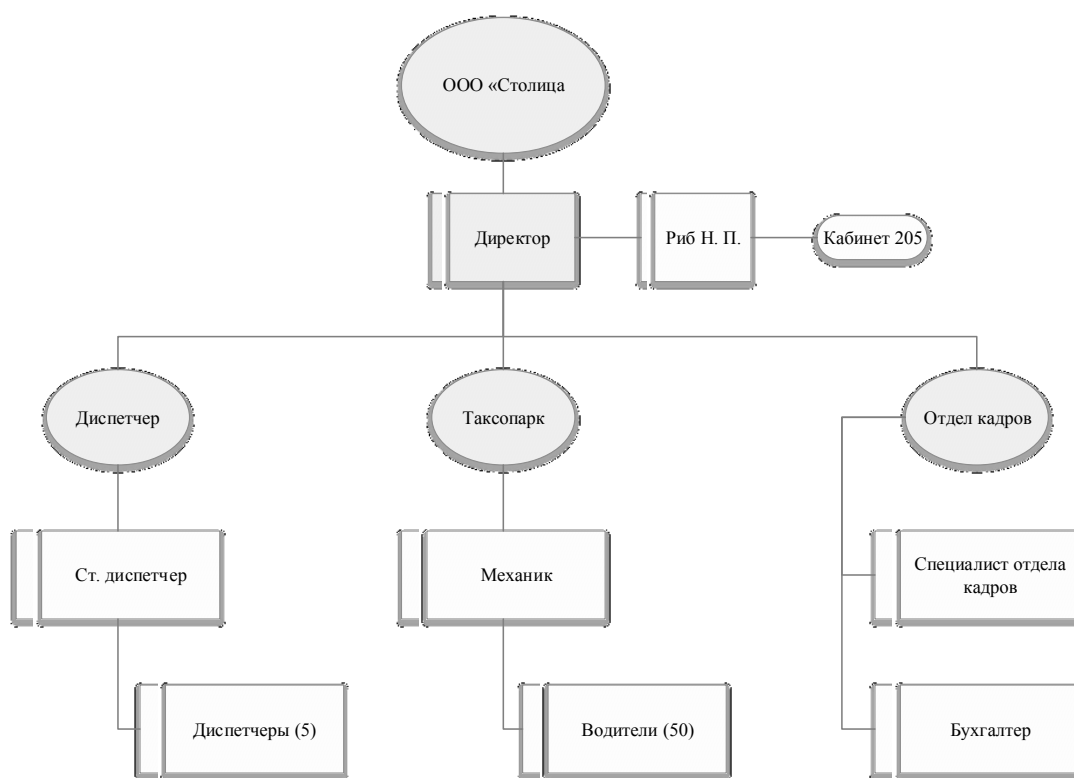 ООО «Столица
Директор
Риб Н. П.
Кабинет 205
Диспетчер
Таксопарк
Отдел кадров
Ст. диспетчер
Механик
Специалист отдела
кадров
Диспетчеры (5)
Водители (50)
Бухгалтер